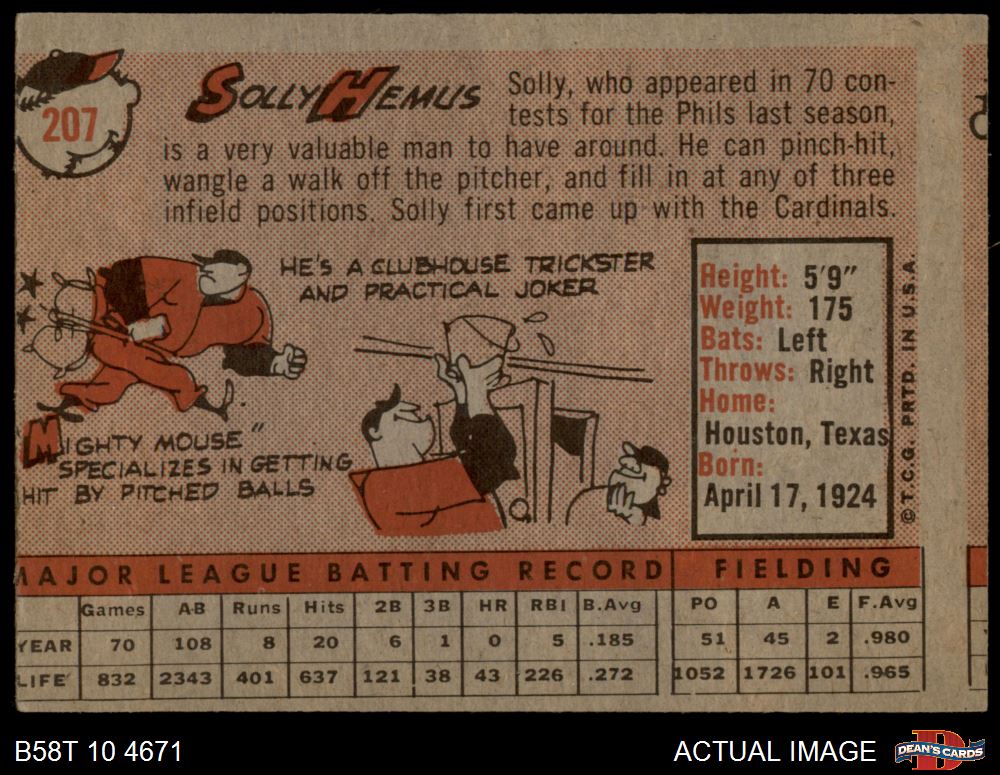 207
SOLLY HEMUS
Solly, who appeared in 70 con-
tests for the Phils last season,
is a very valuable man to have around. He can pinch-hit,
wangle a walk off the pitcher, and fill in at any of three
infield positions. Solly first came up with the Cardinals.
HE'S A CLUBHOUSE TRICKSTER
AND PRACTICAL JOKER
MIGHTY MOUSE"
SPECIALIZES IN GETTING
HIT BY PITCHED BALLS
Height: 5'9"
Weight: 175
Bats: Left
Throws: Right
Home:
Houston, Texas
Born:
April 17, 1924
© T.C.G. PRTD. IN U.S.A.
MAJOR LEAGUE BATTING RECORD FIELDING
Games A-B Runs Hits 2B 3B HR RBI B.Avg PO A E F.Avg
YEAR 70 108 8 20 6 1 0 5 .185 51 45 2 .980
LIFE 832 2343 401 637 121 38 43 226 .272 1052 1726 101 .965
B58T 10 4671
ACTUAL IMAGE
DEAN'S CARDS